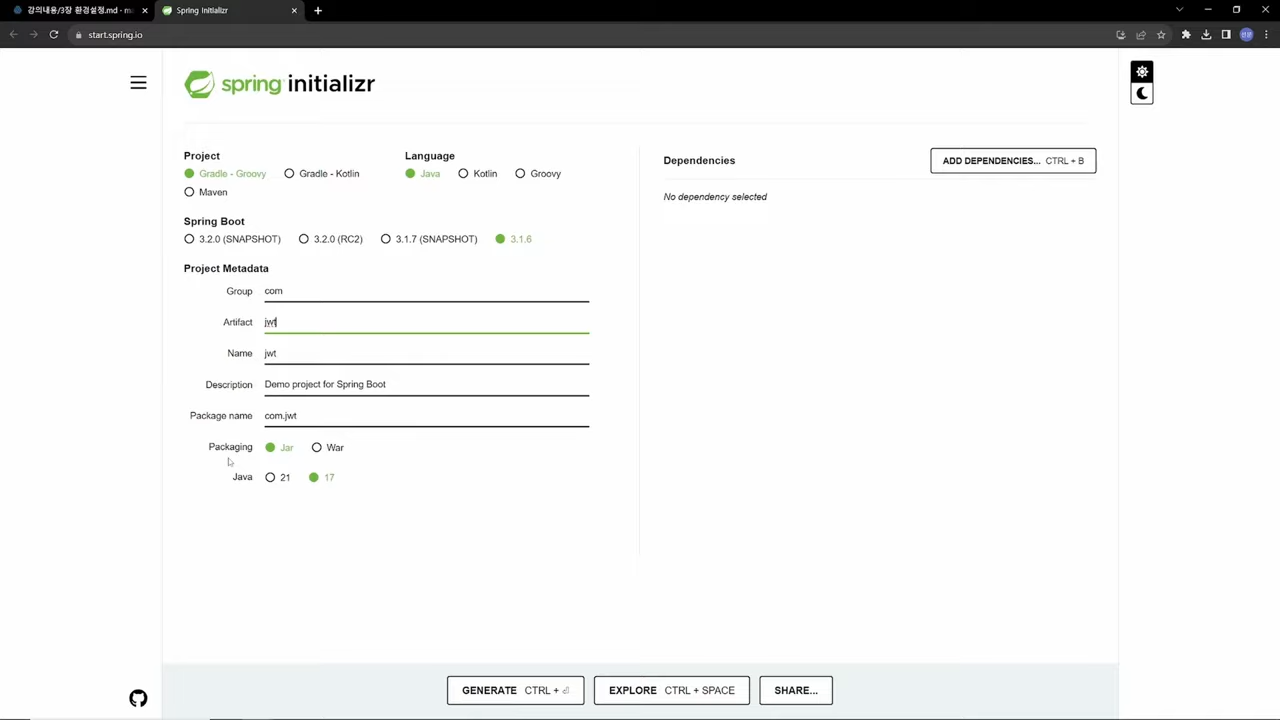 강의내용/3장 환경설정.md - m
Spring Initializr
start.spring.io
spring initializr
Project
Language
Gradle - Groovy
Gradle - Kotlin
Java
Kotlin
Groovy
Maven
Spring Boot
3.2.0 (SNAPSHOT)
3.2.0 (RC2)
3.1.7 (SNAPSHOT)
3.1.6
Project Metadata
Group
com
Artifact
jwt
Name
jwt
Description
Demo project for Spring Boot
Package name
com.jwt
Packaging
Jar
War
Java
21
17
Dependencies
ADD DEPENDENCIES... CTRL + B
No dependency selected
GENERATE CTRL + ⏎
EXPLORE CTRL + SPACE
SHARE...